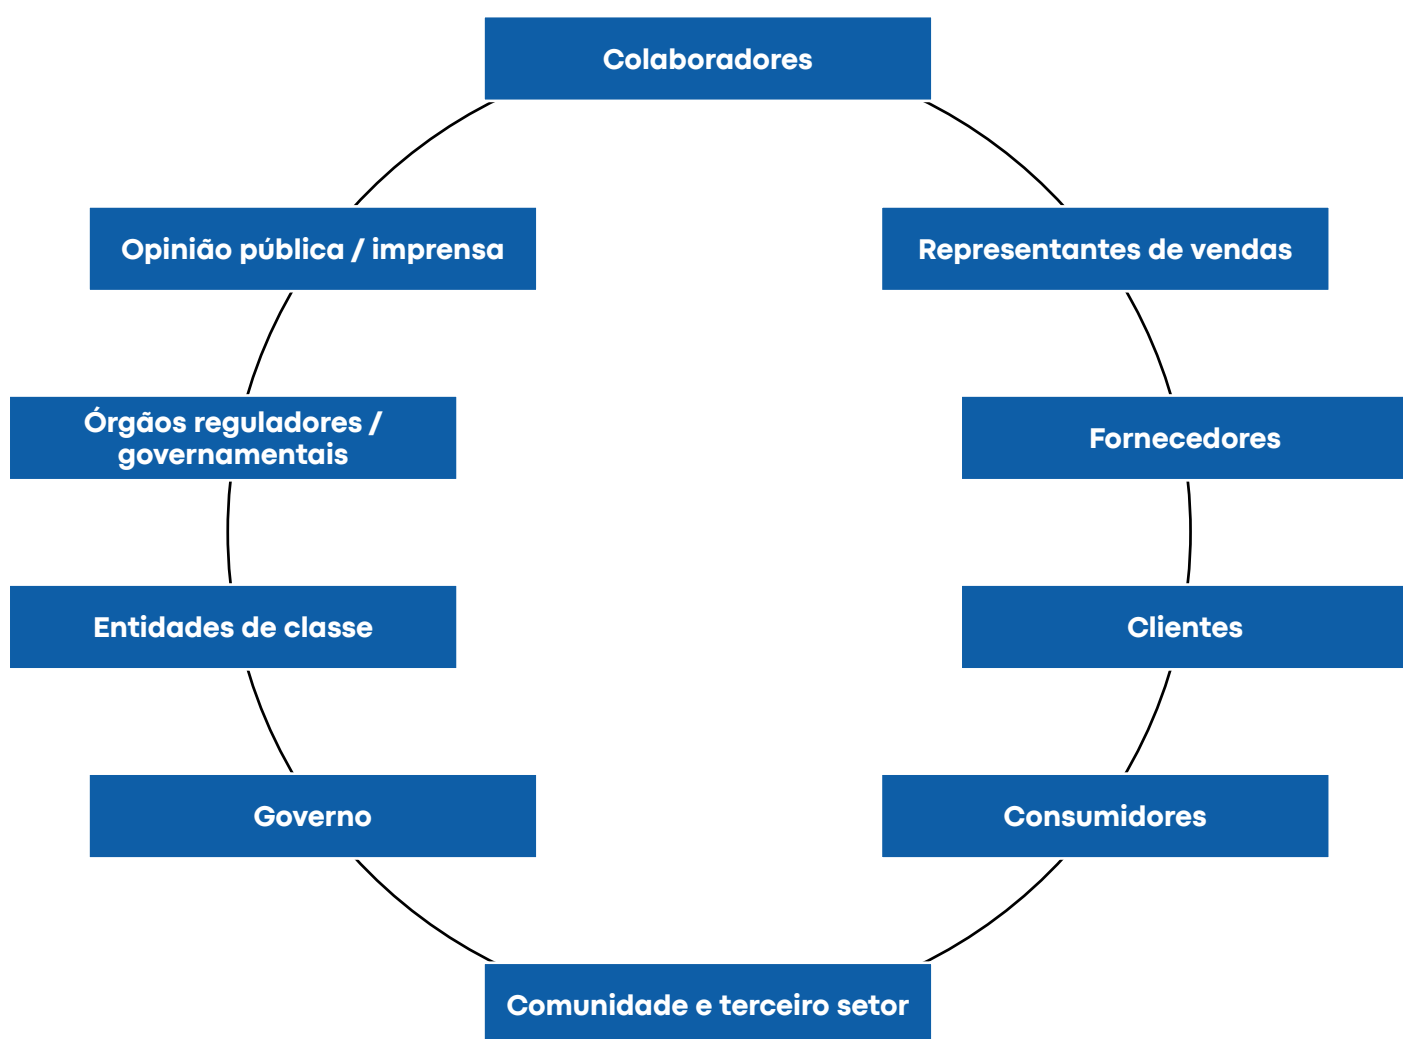 Colaboradores
Opinião pública / imprensa
Representantes de vendas
Órgãos reguladores /
governamentais
Fornecedores
Entidades de classe
Clientes
Governo
Consumidores
Comunidade e terceiro setor